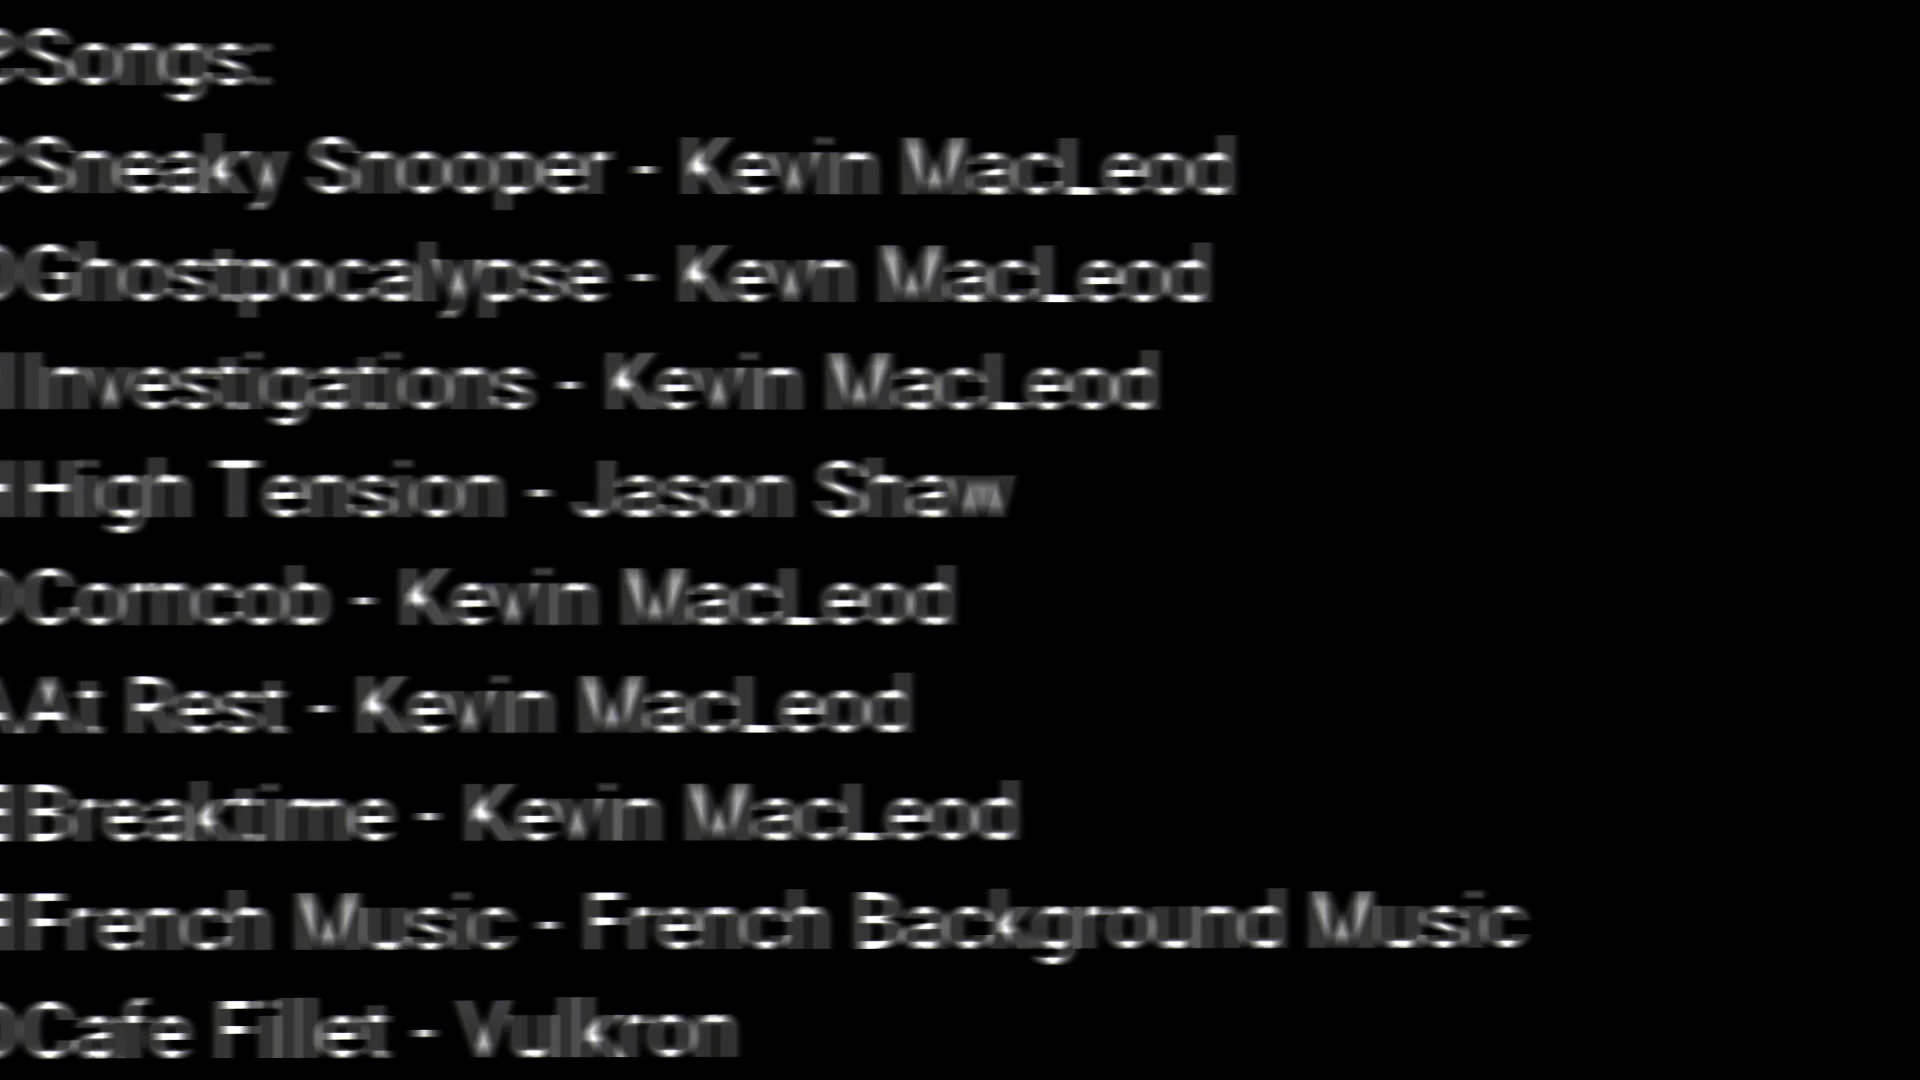 Songs:
Sneaky Snooper - Kevin MacLeod
Ghostpocalypse - Kevn MacLeod
Investigations - Kevin MacLeod
High Tension - Jason Shaw
Corncob - Kevin MacLeod
At Rest - Kevin MacLeod
Breaktime - Kevin MacLeod
French Music - French Background Music
Cafe Fillet - Vulkron